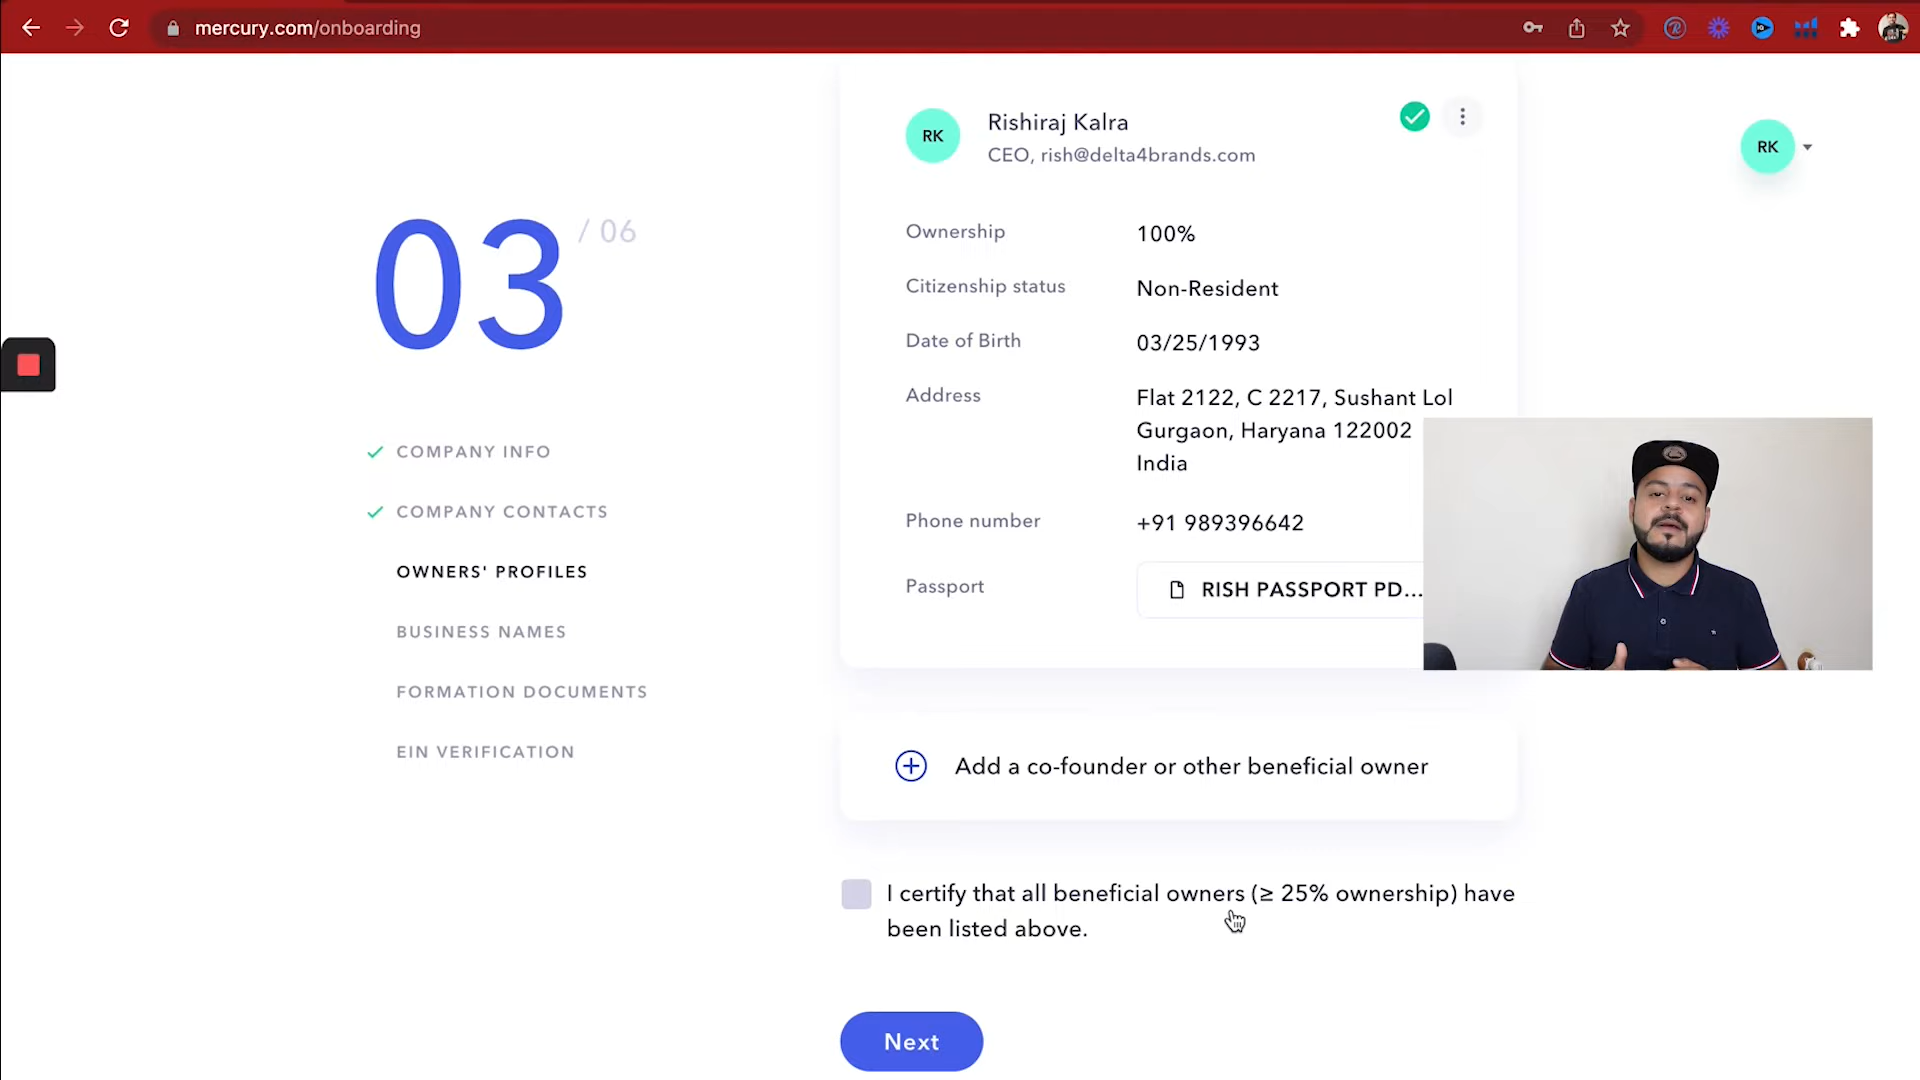 mercury.com/onboarding
RK
Rishiraj Kalra
CEO, rish@delta4brands.com
RK
03 / 06
Ownership 100%
Citizenship status Non-Resident
Date of Birth 03/25/1993
Address Flat 2122, C 2217, Sushant Lol
Gurgaon, Haryana 122002
India
Phone number +91 989396642
Passport RISH PASSPORT PD...
COMPANY INFO
COMPANY CONTACTS
OWNERS' PROFILES
BUSINESS NAMES
FORMATION DOCUMENTS
EIN VERIFICATION
Add a co-founder or other beneficial owner
I certify that all beneficial owners (≥ 25% ownership) have
been listed above.
Next